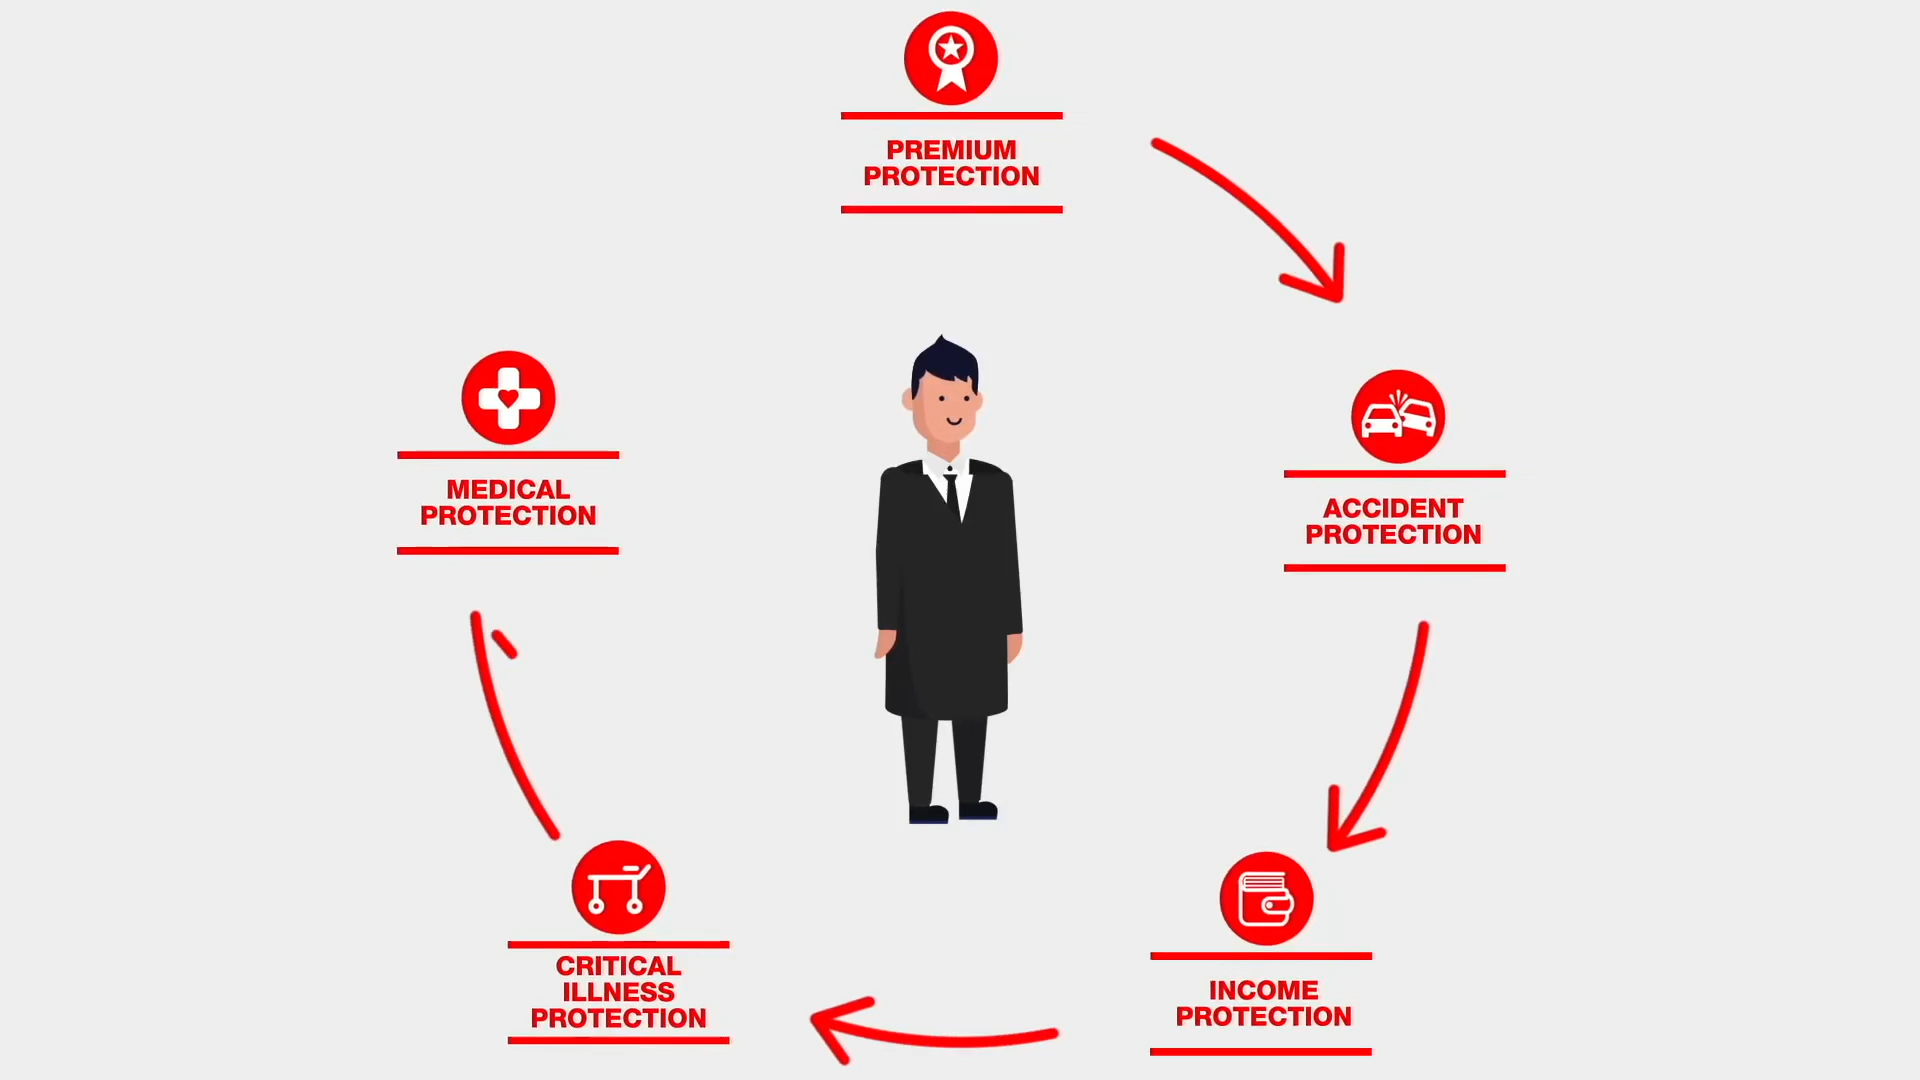 PREMIUM
PROTECTION
MEDICAL
PROTECTION
ACCIDENT
PROTECTION
CRITICAL
ILLNESS
PROTECTION
INCOME
PROTECTION